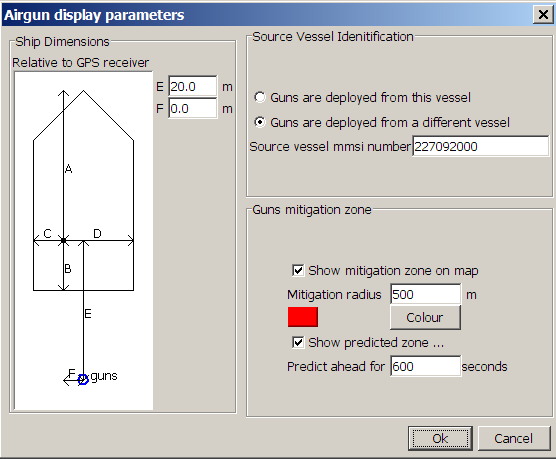 Airgun display parameters
Ship Dimensions
Relative to GPS receiver
E 20.0 m
F 0.0 m
A
C D
B
E
F guns
Source Vessel Idenitification
Guns are deployed from this vessel
Guns are deployed from a different vessel
Source vessel mmsi number 227092000
Guns mitigation zone
Show mitigation zone on map
Mitigation radius 500 m
Colour
Show predicted zone ...
Predict ahead for 600 seconds
Ok Cancel